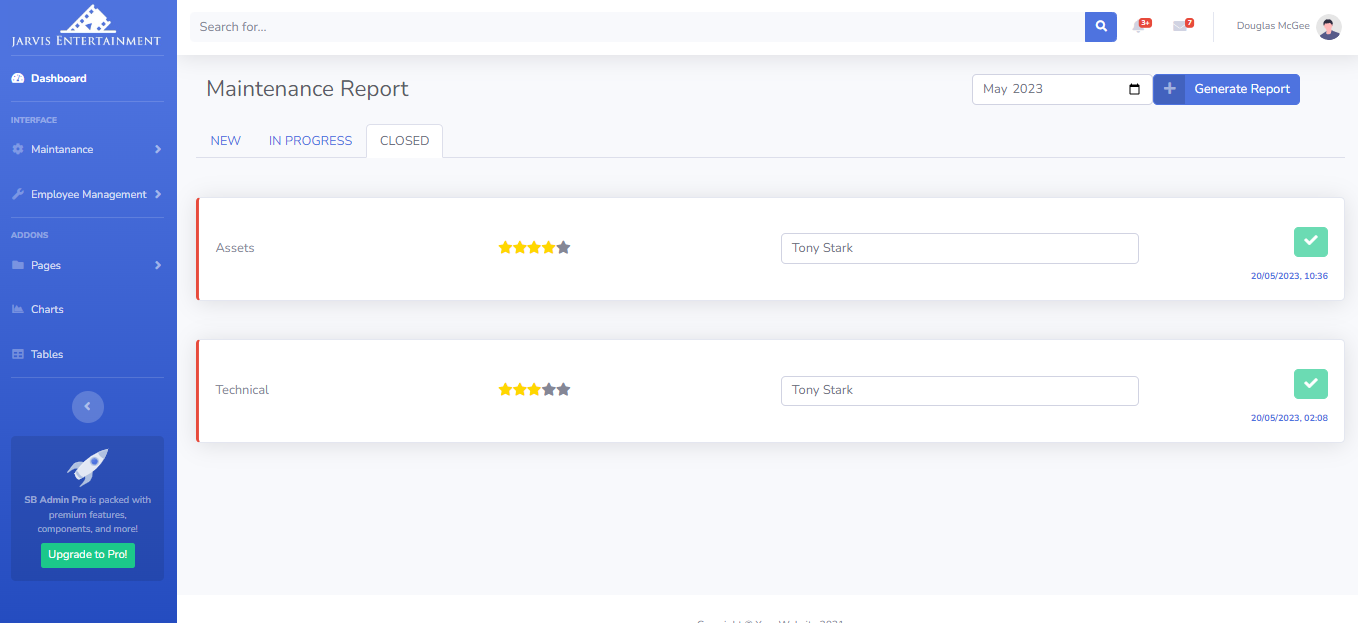 JARVIS ENTERTAINMENT
Search for...
3+
7
Douglas McGee
Dashboard
INTERFACE
Maintanance
Employee Management
ADDONS
Pages
Charts
Tables
SB Admin Pro is packed with
premium features,
components, and more!
Upgrade to Pro!
Maintenance Report
May 2023
Generate Report
NEW
IN PROGRESS
CLOSED
Assets
Tony Stark
20/05/2023, 10:36
Technical
Tony Stark
20/05/2023, 02:08